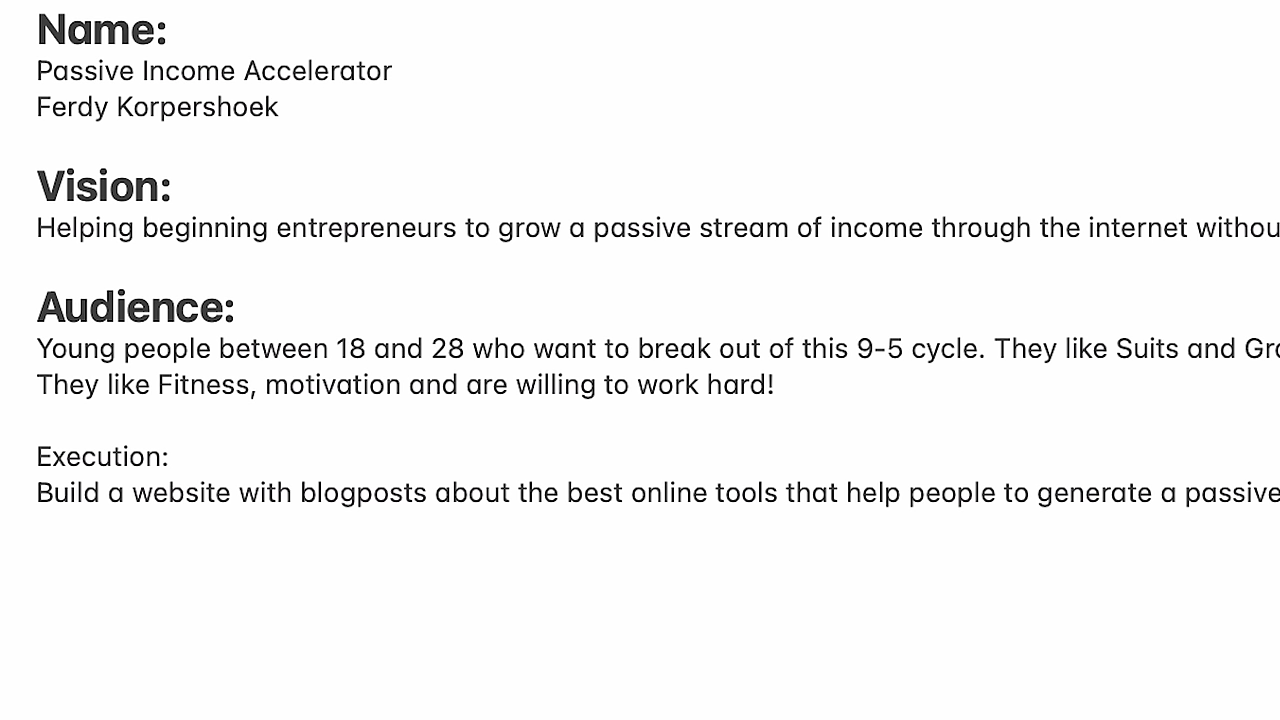 Name:
Passive Income Accelerator
Ferdy Korpershoek
Vision:
Helping beginning entrepreneurs to grow a passive stream of income through the internet
Audience:
Young people between 18 and 28 who want to break out of this 9-5 cycle. They like Suits and
They like Fitness, motivation and are willing to work hard!
Execution:
Build a website with blogposts about the best online tools that help people to generate a passive